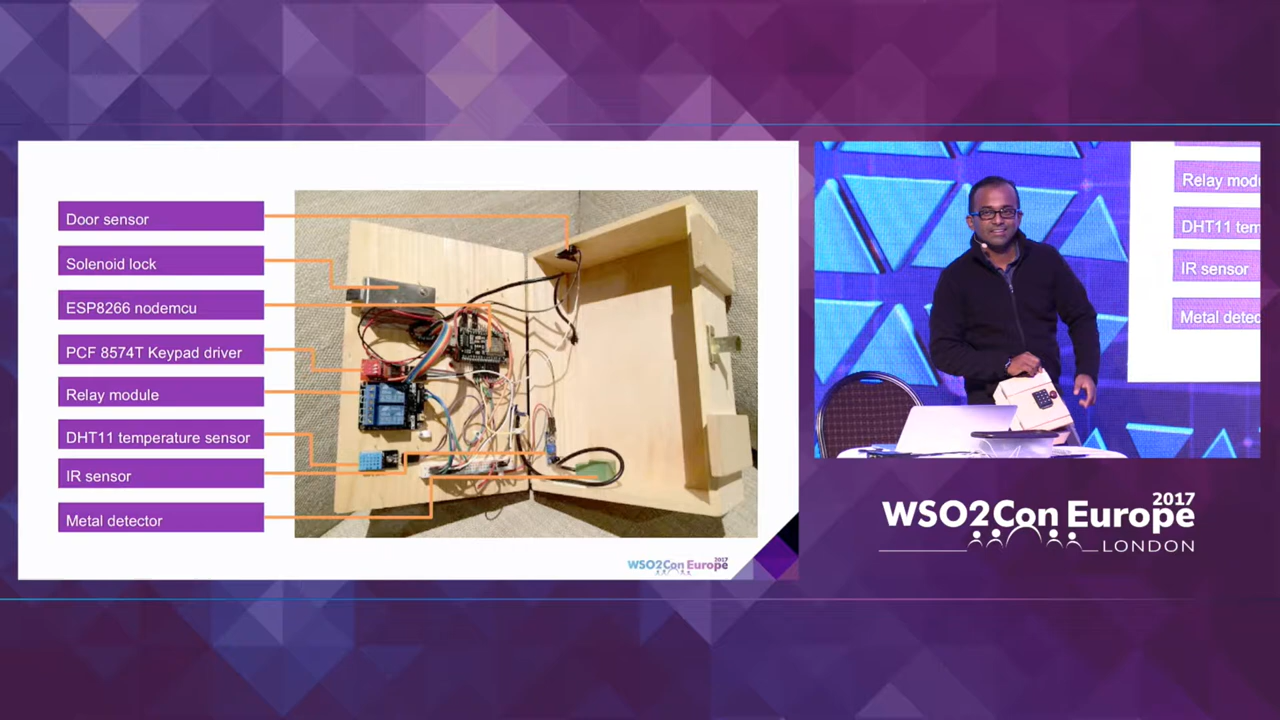 Door sensor
Solenoid lock
ESP8266 nodemcu
PCF 8574T Keypad driver
Relay module
DHT11 temperature sensor
IR sensor
Metal detector
WSO2Con Europe 2017
Relay modu
DHT11 tem
IR sensor
Metal detec
2017
WSO2Con Europe
LONDON